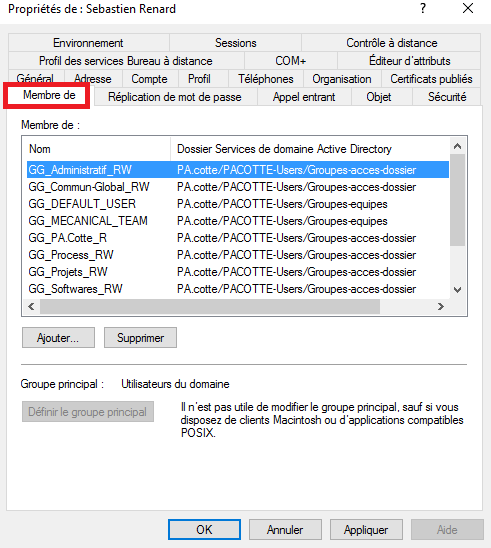 Propriétés de : Sebastien Renard
Environnement Sessions Contrôle à distance
Profil des services Bureau à distance COM+ Éditeur d'attributs
Général Adresse Compte Profil Téléphones Organisation Certificats publiés
Membre de Réplication de mot de passe Appel entrant Objet Sécurité
Membre de :
Nom Dossier Services de domaine Active Directory
GG_Administratif_RW PA.cotte/PACOTTE-Users/Groupes-acces-dossier
GG_Commun-Global_RW PA.cotte/PACOTTE-Users/Groupes-acces-dossier
GG_DEFAULT_USER PA.cotte/PACOTTE-Users/Groupes-equipes
GG_MECANICAL_TEAM PA.cotte/PACOTTE-Users/Groupes-equipes
GG_PA.Cotte_R PA.cotte/PACOTTE-Users/Groupes-acces-dossier
GG_Process_RW PA.cotte/PACOTTE-Users/Groupes-acces-dossier
GG_Projets_RW PA.cotte/PACOTTE-Users/Groupes-acces-dossier
GG_Softwares_RW PA.cotte/PACOTTE-Users/Groupes-acces-dossier
Ajouter... Supprimer
Groupe principal : Utilisateurs du domaine
Définir le groupe principal
Il n'est pas utile de modifier le groupe principal, sauf si vous
disposez de clients Macintosh ou d'applications compatibles
POSIX.
OK Annuler Appliquer Aide